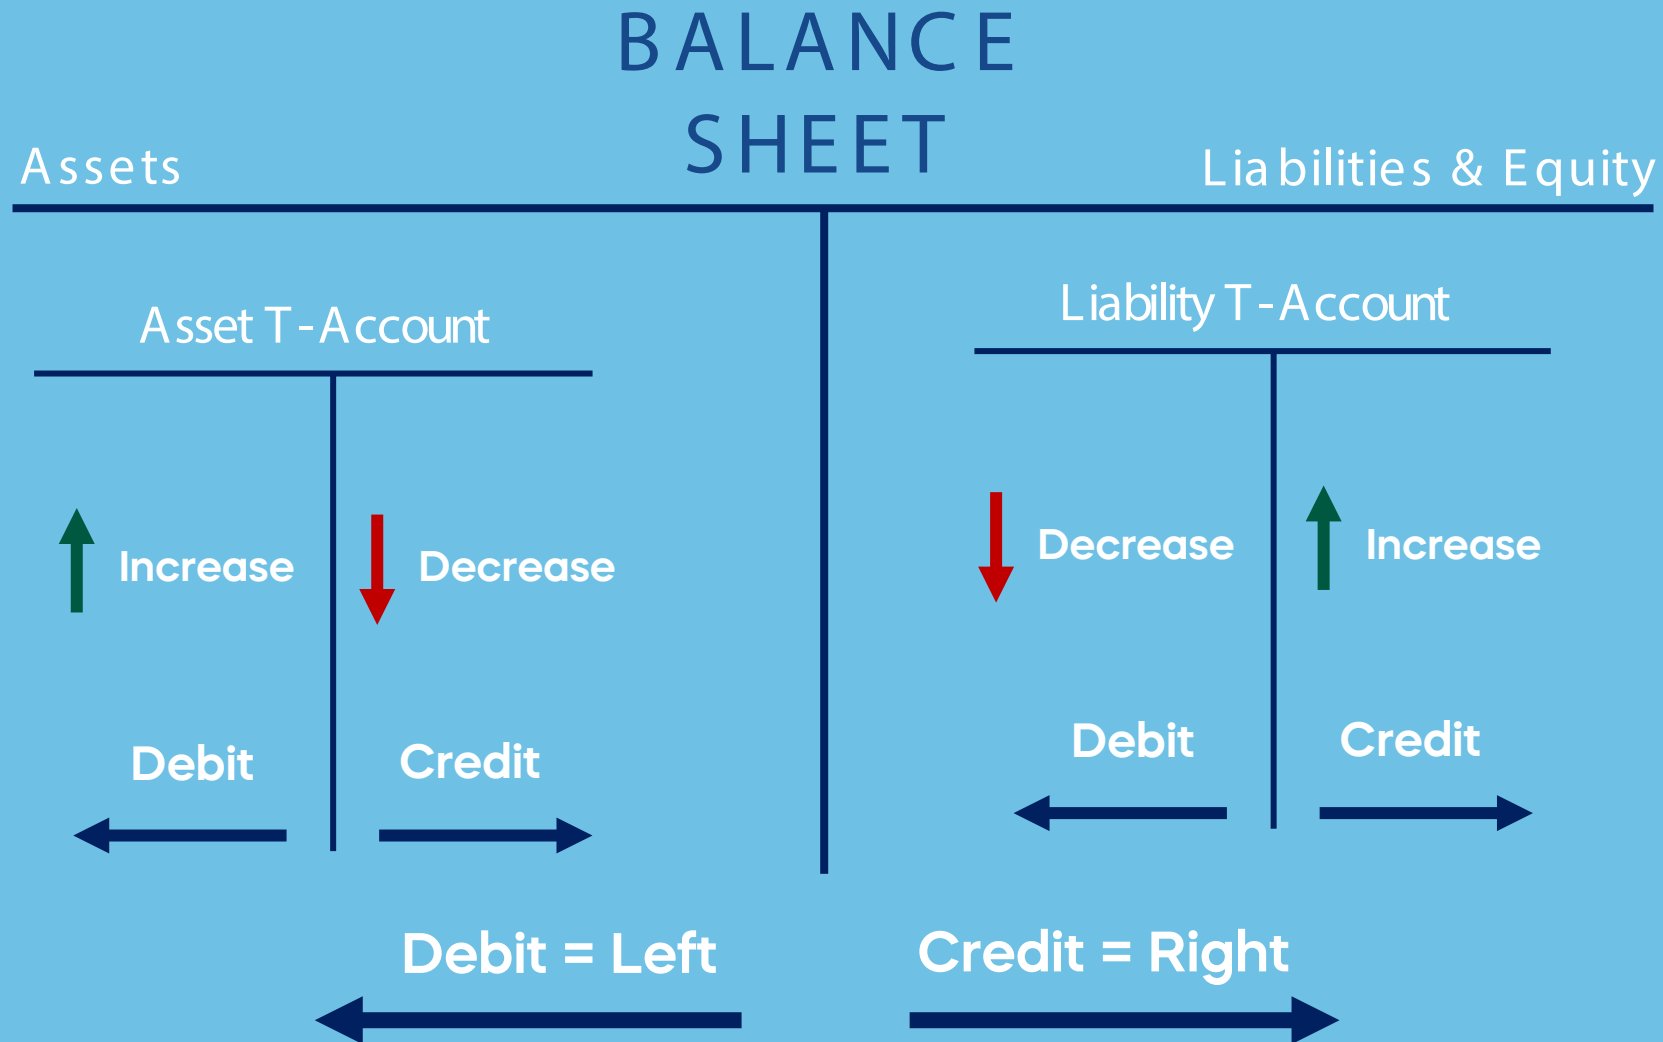 BALANCE
SHEET
Assets
Liabilities & Equity
Asset T-Account
Increase
Decrease
Debit
Credit
Liability T-Account
Decrease
Increase
Debit
Credit
Debit = Left
Credit = Right